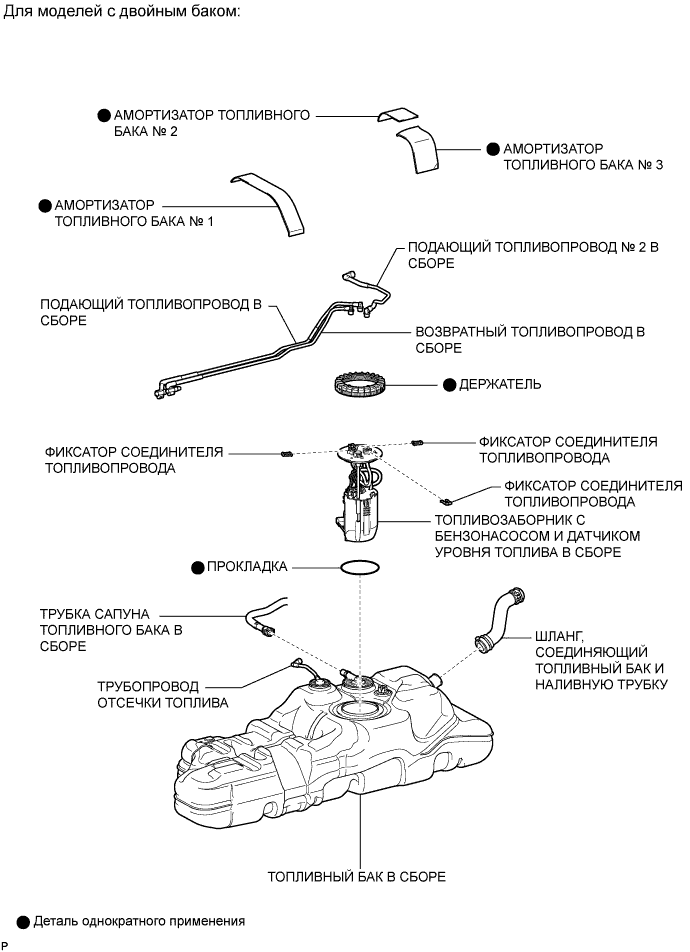 Для моделей с двойным баком:
АМОРТИЗАТОР ТОПЛИВНОГО
БАКА № 2
АМОРТИЗАТОР
ТОПЛИВНОГО БАКА № 3
АМОРТИЗАТОР
ТОПЛИВНОГО БАКА № 1
ПОДАЮЩИЙ ТОПЛИВОПРОВОД № 2 В
СБОРЕ
ПОДАЮЩИЙ ТОПЛИВОПРОВОД В
СБОРЕ
ВОЗВРАТНЫЙ ТОПЛИВОПРОВОД В
СБОРЕ
ДЕРЖАТЕЛЬ
ФИКСАТОР СОЕДИНИТЕЛЯ
ТОПЛИВОПРОВОДА
ФИКСАТОР СОЕДИНИТЕЛЯ
ТОПЛИВОПРОВОДА
ФИКСАТОР СОЕДИНИТЕЛЯ
ТОПЛИВОПРОВОДА
ТОПЛИВОЗАБОРНИК С
БЕНЗОНАСОСОМ И ДАТЧИКОМ
УРОВНЯ ТОПЛИВА В СБОРЕ
ПРОКЛАДКА
ТРУБКА САПУНА
ТОПЛИВНОГО БАКА В
СБОРЕ
ШЛАНГ,
СОЕДИНЯЮЩИЙ
ТОПЛИВНЫЙ БАК И
НАЛИВНУЮ ТРУБКУ
ТРУБОПРОВОД
ОТСЕЧКИ ТОПЛИВА
ТОПЛИВНЫЙ БАК В СБОРЕ
Деталь однократного применения
P